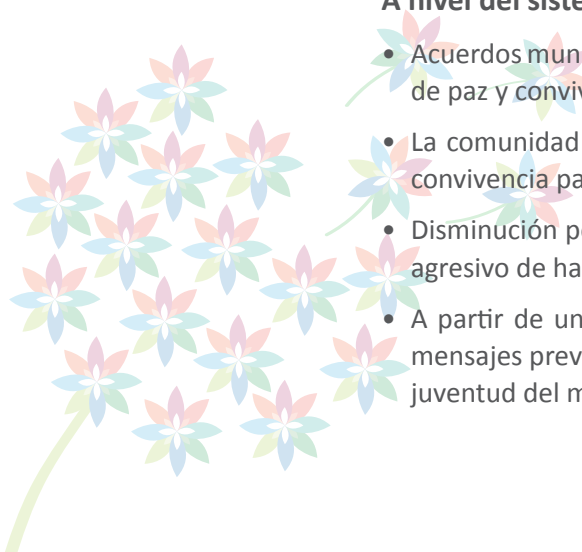 A nivel del siste
• Acuerdos mun
de paz y conviv
• La comunidad
convivencia pa
• Disminución p
agresivo de ha
• A partir de un
mensajes prev
juventud del m